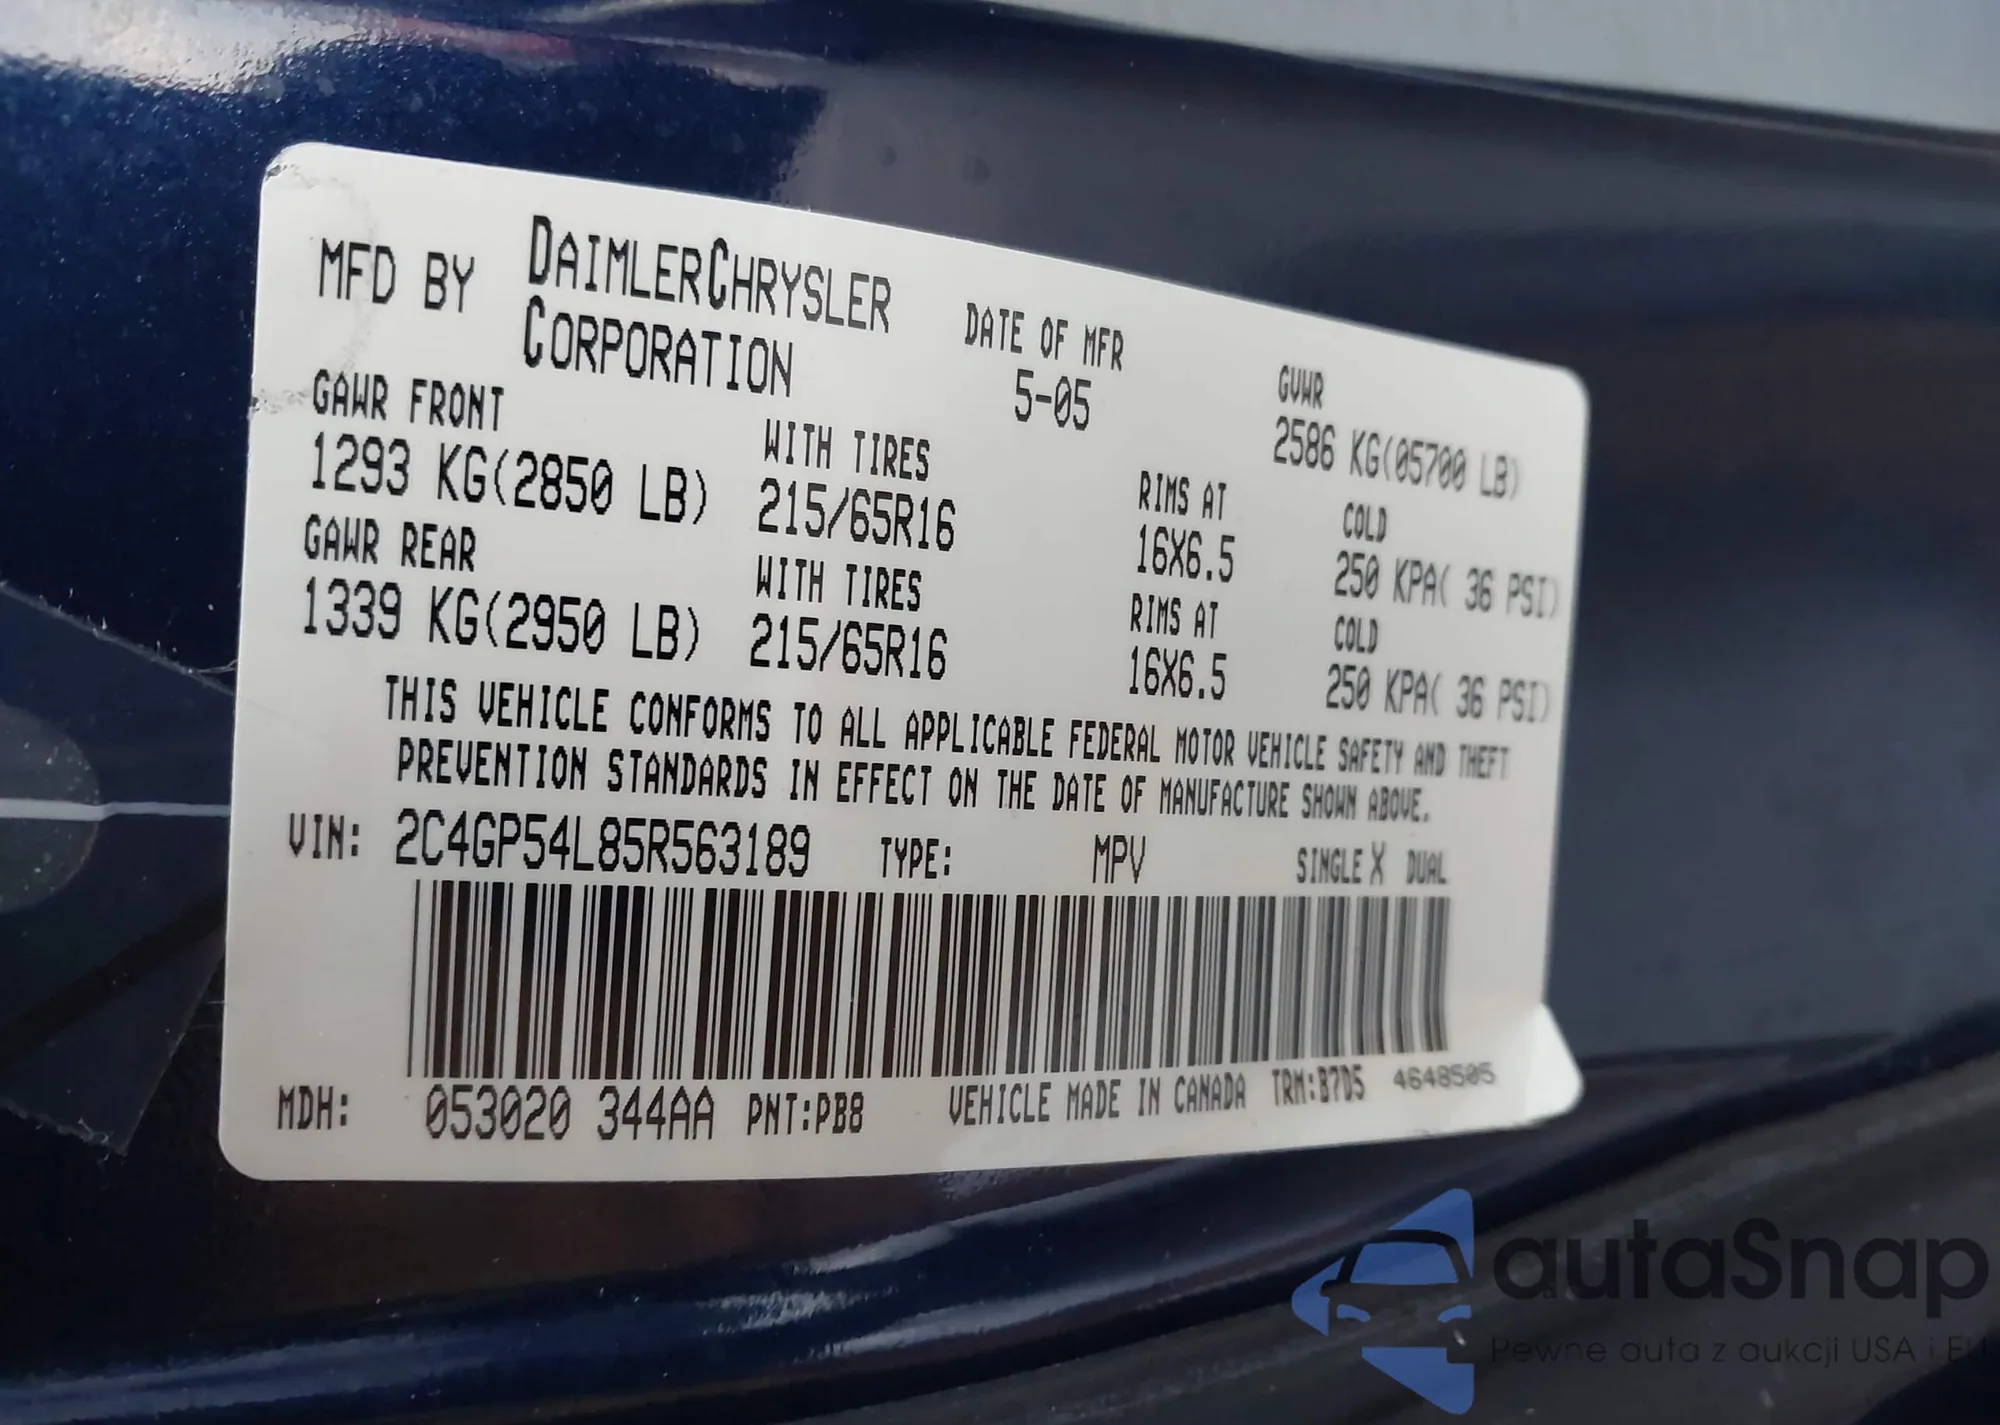 MFD BY DAIMLERCHRYSLER CORPORATION
DATE OF MFR 5-05
GVWR 2586 KG(05700 LB)
GAWR FRONT
1293 KG(2850 LB)
WITH TIRES 215/65R16
RIMS AT 16X6.5
COLD 250 KPA( 36 PSI)
GAWR REAR
1339 KG(2950 LB)
WITH TIRES 215/65R16
RIMS AT 16X6.5
COLD 250 KPA( 36 PSI)
THIS VEHICLE CONFORMS TO ALL APPLICABLE FEDERAL MOTOR VEHICLE SAFETY AND THEFT
PREVENTION STANDARDS IN EFFECT ON THE DATE OF MANUFACTURE SHOWN ABOVE.
VIN: 2C4GP54L85R563189 TYPE: MPV SINGLE X DUAL
MDH: 053020 344AA PNT:PB8 VEHICLE MADE IN CANADA TRM:B7D5 4648505
autaSnap
Pewne auta z aukcji USA i EU